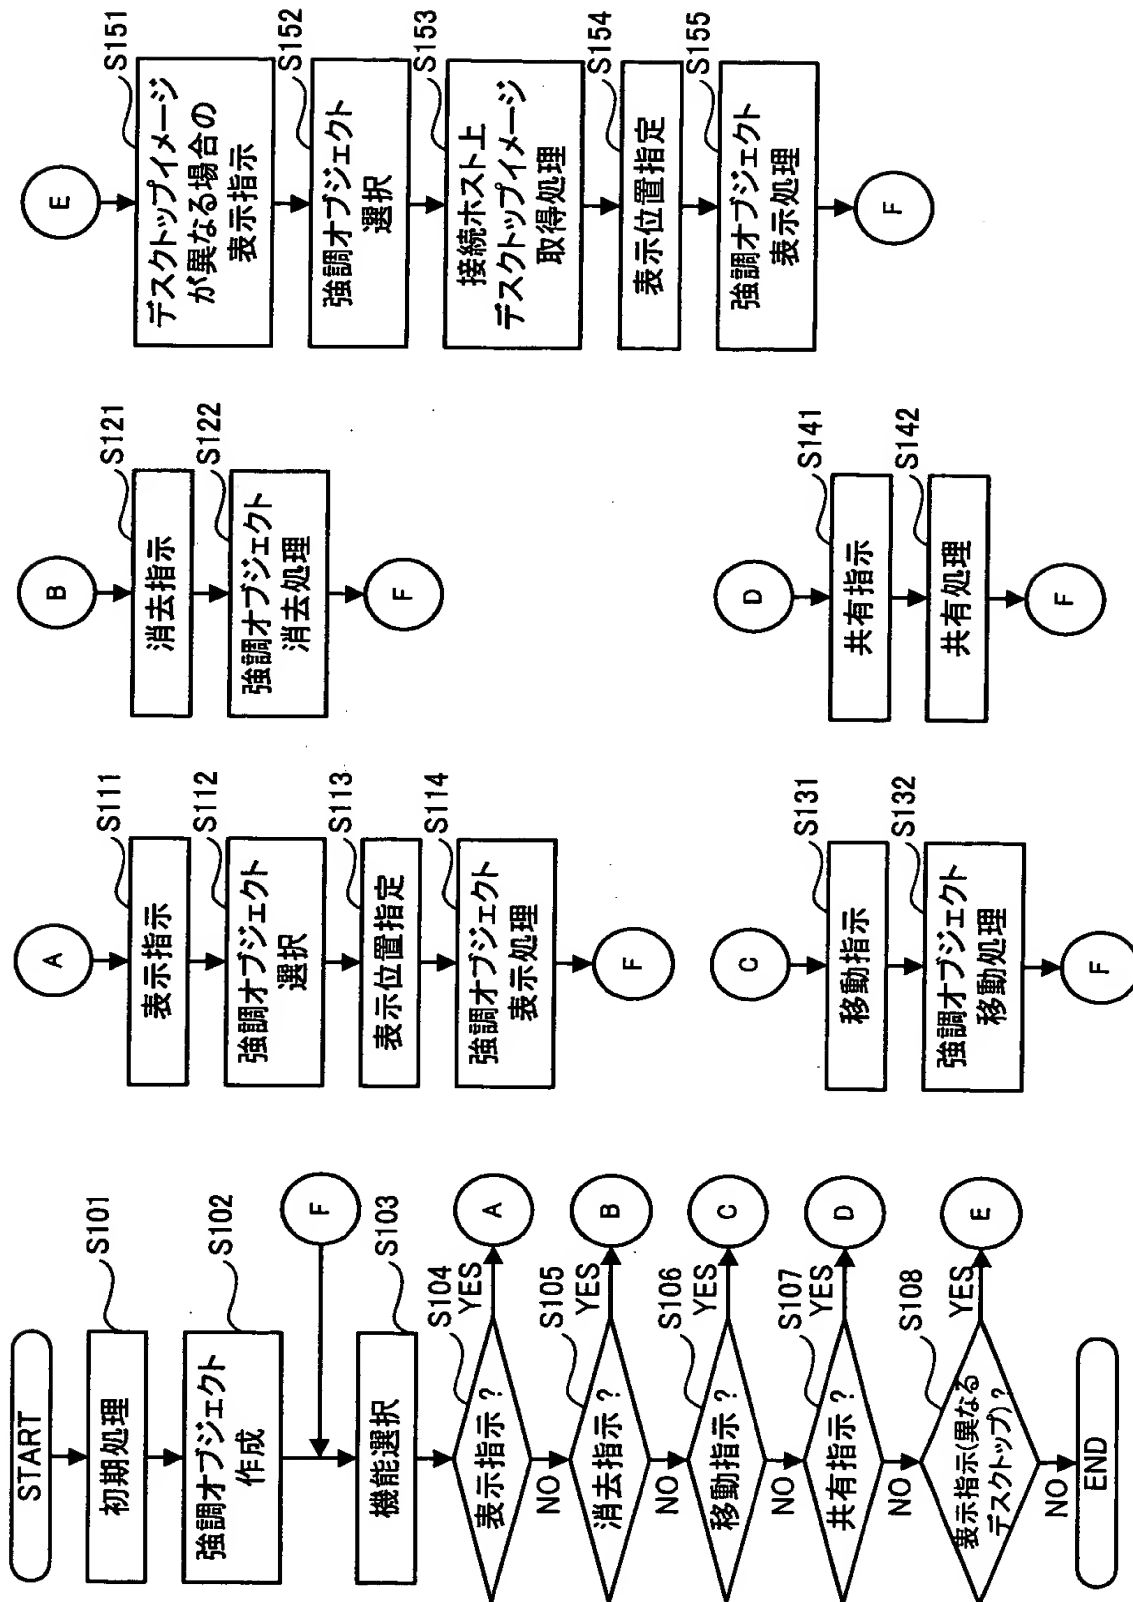 START
初期処理
S101
強調オブジェクト
作成
S102
F
機能選択
S103
表示指示?
S104
YES
A
NO
消去指示?
S105
YES
B
NO
移動指示?
S106
YES
C
NO
共有指示?
S107
YES
D
NO
表示指示(異なる
デスクトップ)?
S108
YES
E
NO
END
A
表示指示
S111
強調オブジェクト
選択
S112
表示位置指定
S113
強調オブジェクト
表示処理
S114
F
C
移動指示
S131
強調オブジェクト
移動処理
S132
F
B
消去指示
S121
強調オブジェクト
消去処理
S122
F
D
共有指示
S141
共有処理
S142
F
E
デスクトップイメージ
が異なる場合の
表示指示
S151
強調オブジェクト
選択
S152
接続ホスト上
デスクトップイメージ
取得処理
S153
表示位置指定
S154
強調オブジェクト
表示処理
S155
F